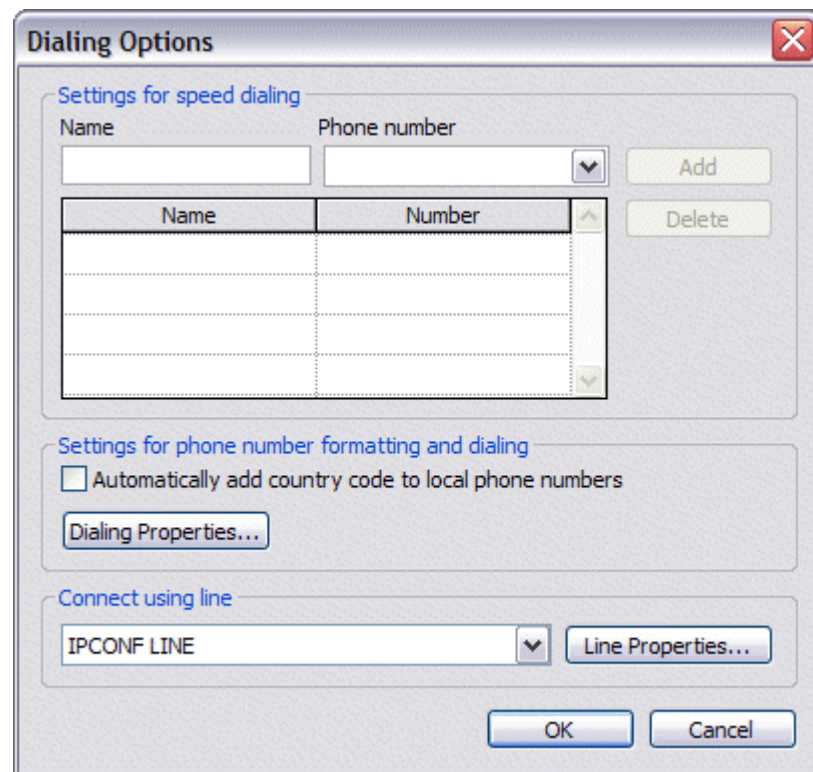 Dialing Options
Settings for speed dialing
Name Phone number
Add
Name Number
Delete
Settings for phone number formatting and dialing
Automatically add country code to local phone numbers
Dialing Properties...
Connect using line
IPCONF LINE
Line Properties...
OK Cancel